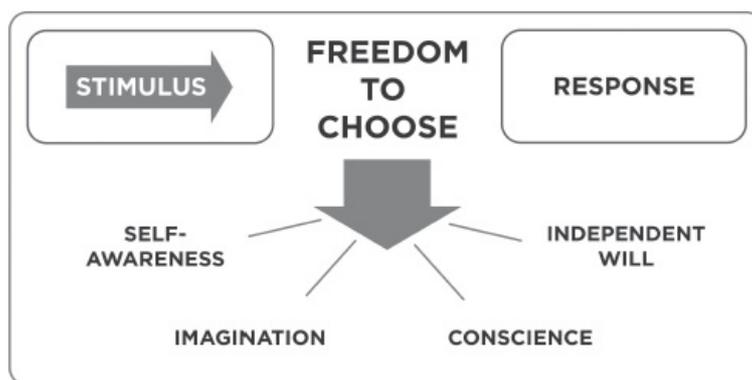 STIMULUS
FREEDOM
TO
CHOOSE
RESPONSE
SELF-
AWARENESS
IMAGINATION
CONSCIENCE
INDEPENDENT
WILL